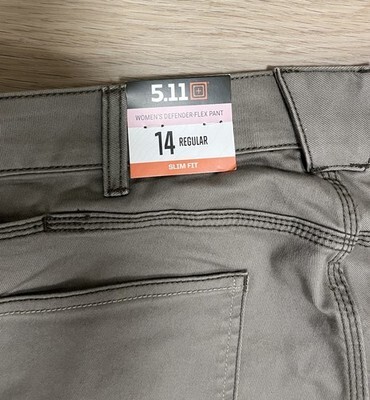 5.11
WOMEN'S DEFENDER FLEX PANT
14 REGULAR
SLIM FIT